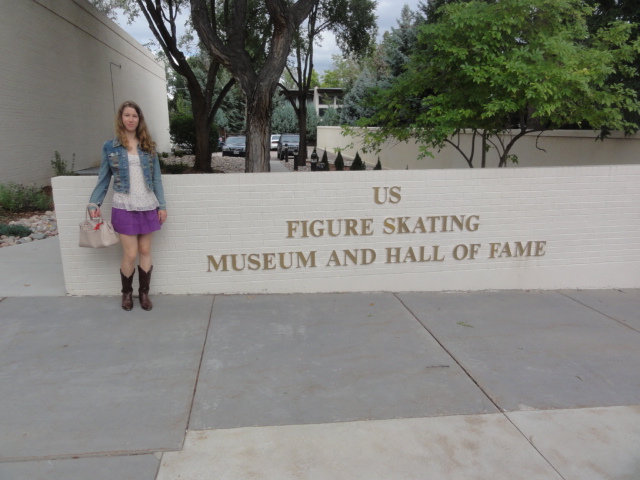 US
FIGURE SKATING
MUSEUM AND HALL OF FAME